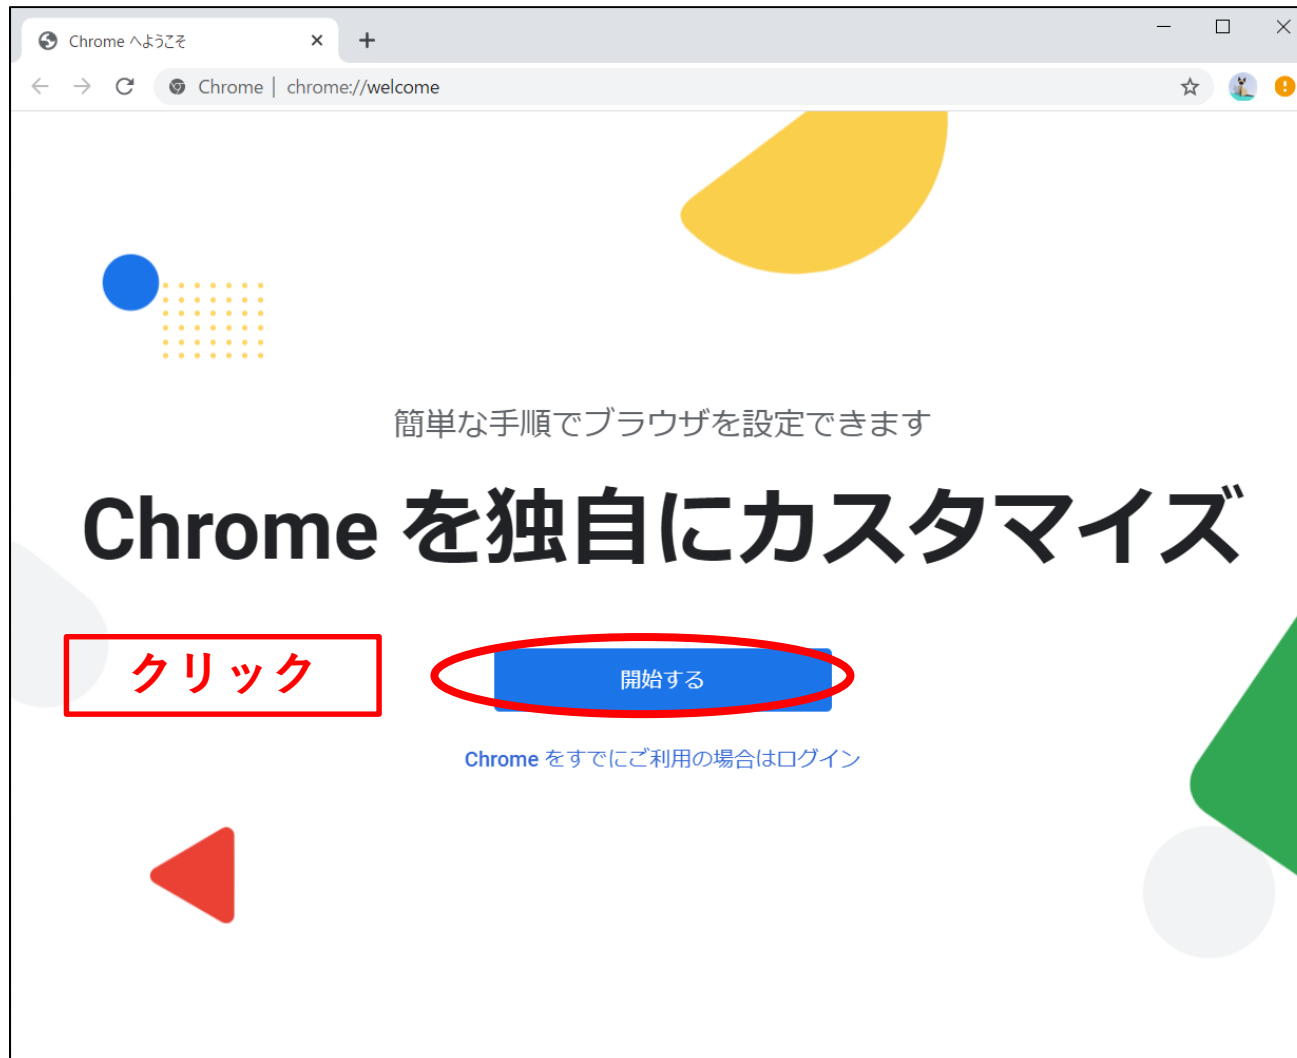 Chrome へようこそ
Chrome | chrome://welcome
簡単な手順でブラウザを設定できます
Chrome を独自にカスタマイズ
クリック
開始する
Chrome をすでにご利用の場合はログイン